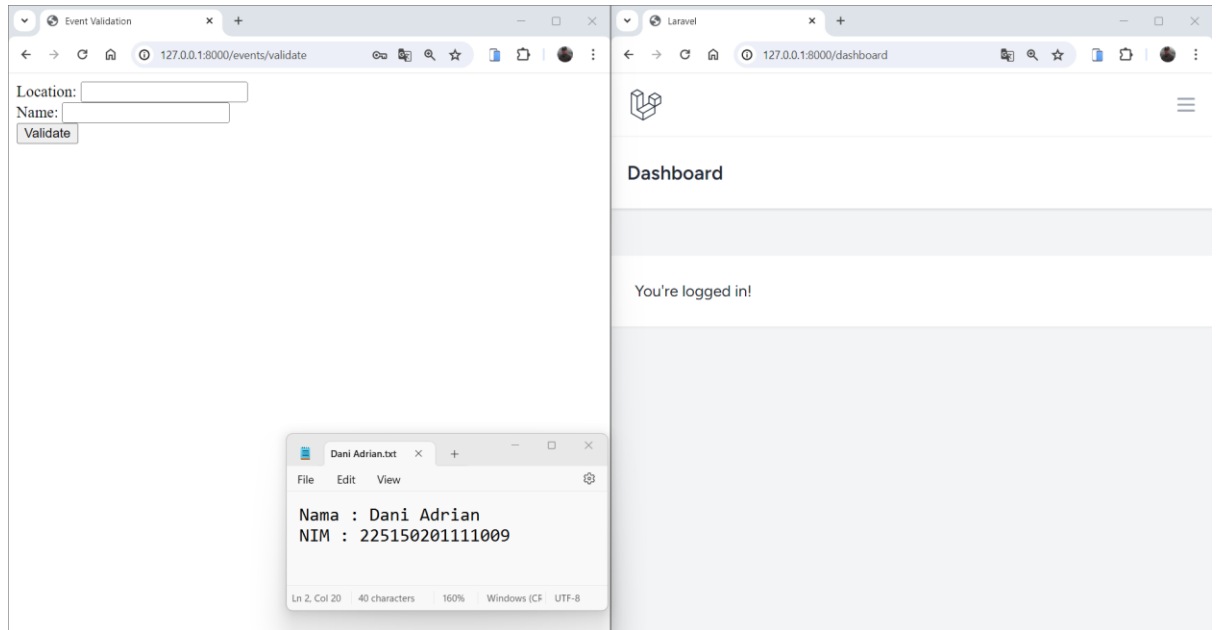 Event Validation
127.0.0.1:8000/events/validate
Location:
Name:
Validate
Laravel
127.0.0.1:8000/dashboard
Dashboard
You're logged in!
Dani Adrian.txt
File Edit View
Nama : Dani Adrian
NIM : 225150201111009
Ln 2, Col 20 40 characters 160% Windows (CF UTF-8